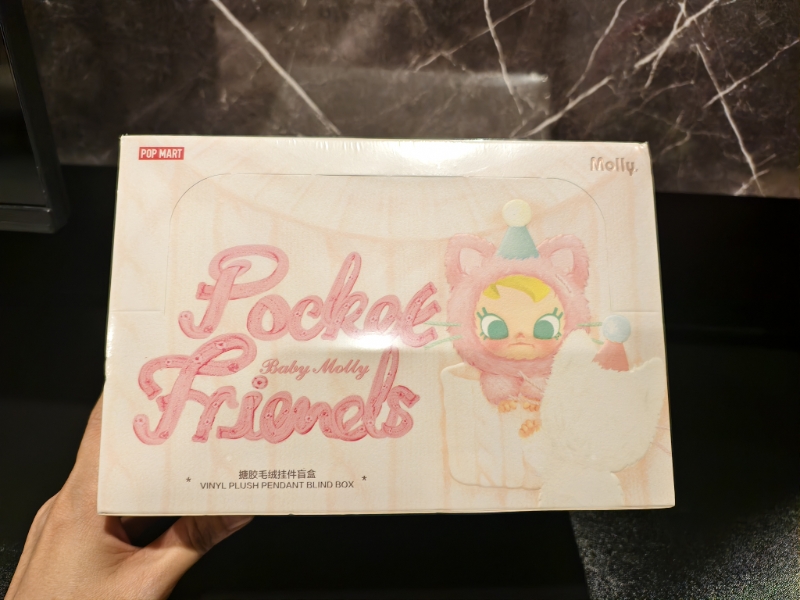 POP MART
Molly.
Pocket
Baby Molly
Friends
搪胶毛绒挂件盲盒
* VINYL PLUSH PENDANT BLIND BOX *